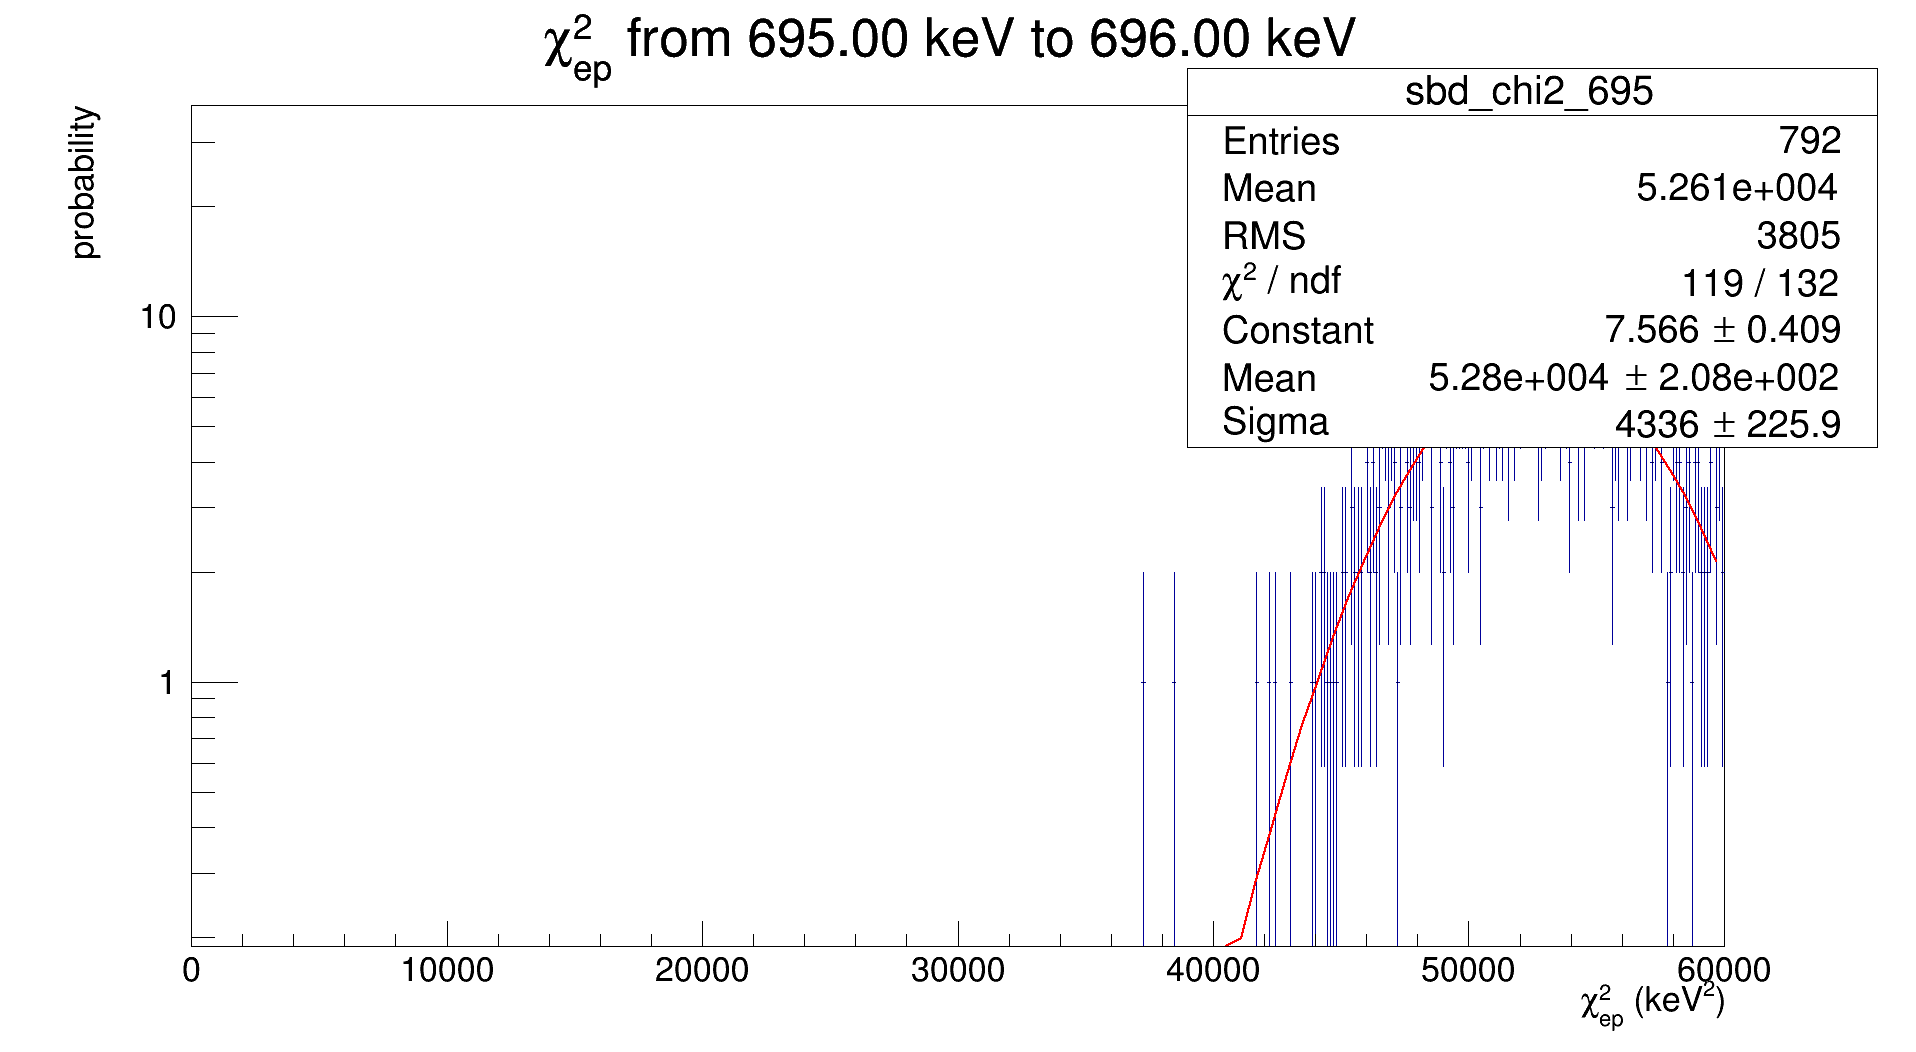 χ²ep from 695.00 keV to 696.00 keV
sbd_chi2_695
Entries 792
Mean 5.261e+004
RMS 3805
χ² / ndf 119 / 132
Constant 7.566 ± 0.409
Mean 5.28e+004 ± 2.08e+002
Sigma 4336 ± 225.9
probability
10
1
0 10000 20000 30000 40000 50000 60000
χ²ep (keV²)